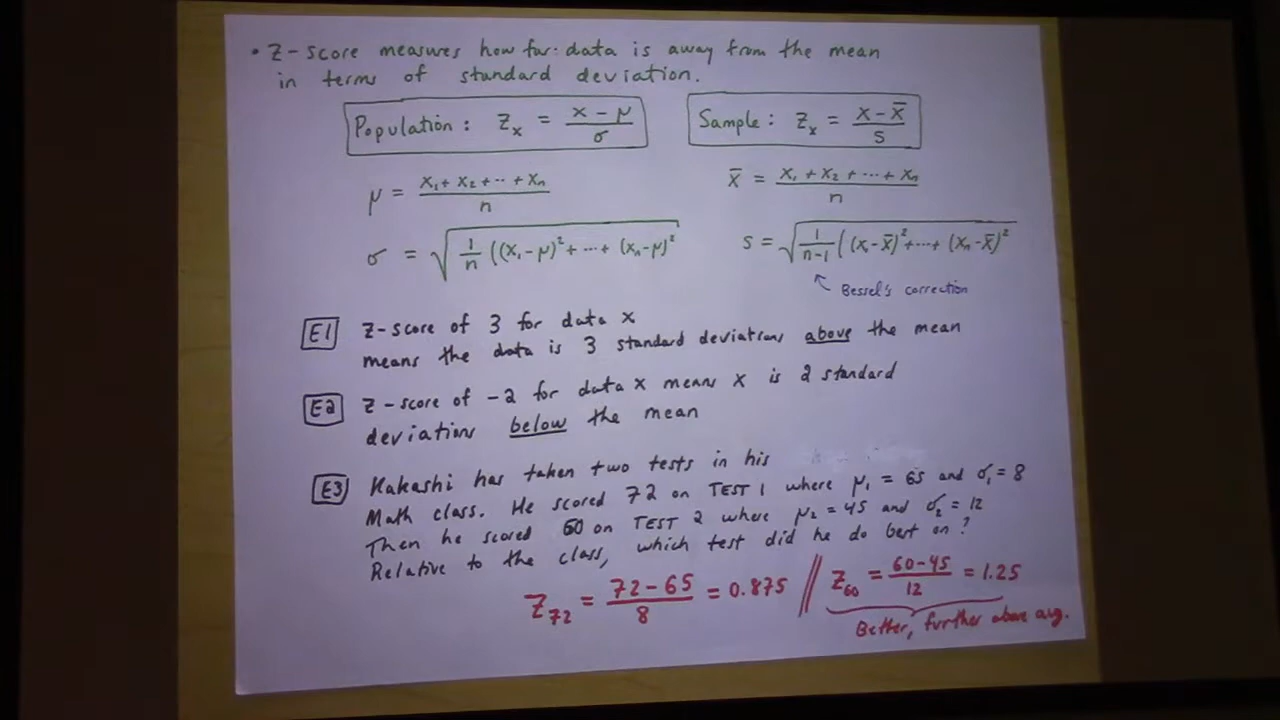 • Z-score measures how far data is away from the mean
in terms of standard deviation.
Population: Z_x = (x - μ)/σ
Sample: Z_x = (x - x̄)/s
μ = (x₁ + x₂ + ·· + xₙ)/n
x̄ = (x₁ + x₂ + ··· + xₙ)/n
σ = √(1/n ((x₁-μ)² + ··· + (xₙ-μ)²
s = √(1/(n-1) ((x₁-x̄)² + ··· + (xₙ-x̄)²
Bessel's correction
E1 Z-score of 3 for data x
means the data is 3 standard deviations above the mean
E2 Z-score of -2 for data x means x is 2 standard
deviations below the mean
E3 Kakashi has taken two tests in his
Math class. He scored 72 on TEST 1 where μ₁ = 65 and σ₁ = 8
Then he scored 60 on TEST 2 where μ₂ = 45 and σ₂ = 12
Relative to the class, which test did he do best on?
Z₇₂ = (72-65)/8 = 0.875 // Z₆₀ = (60-45)/12 = 1.25
Better, further above avg.